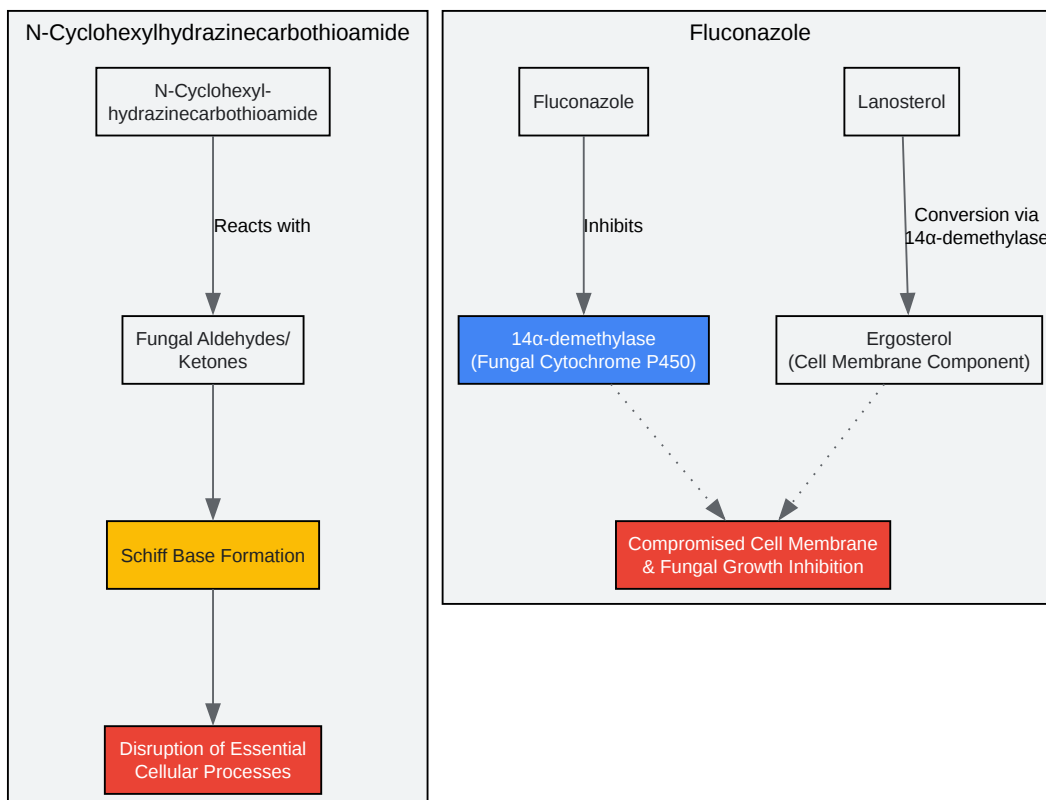 N-Cyclohexylhydrazinecarbothioamide
N-Cyclohexyl-
hydrazinecarbothioamide
Reacts with
Fungal Aldehydes/
Ketones
Schiff Base Formation
Disruption of Essential
Cellular Processes
Fluconazole
Fluconazole
Lanosterol
Inhibits
Conversion via
14α-demethylase
14α-demethylase
(Fungal Cytochrome P450)
Ergosterol
(Cell Membrane Component)
Compromised Cell Membrane
& Fungal Growth Inhibition